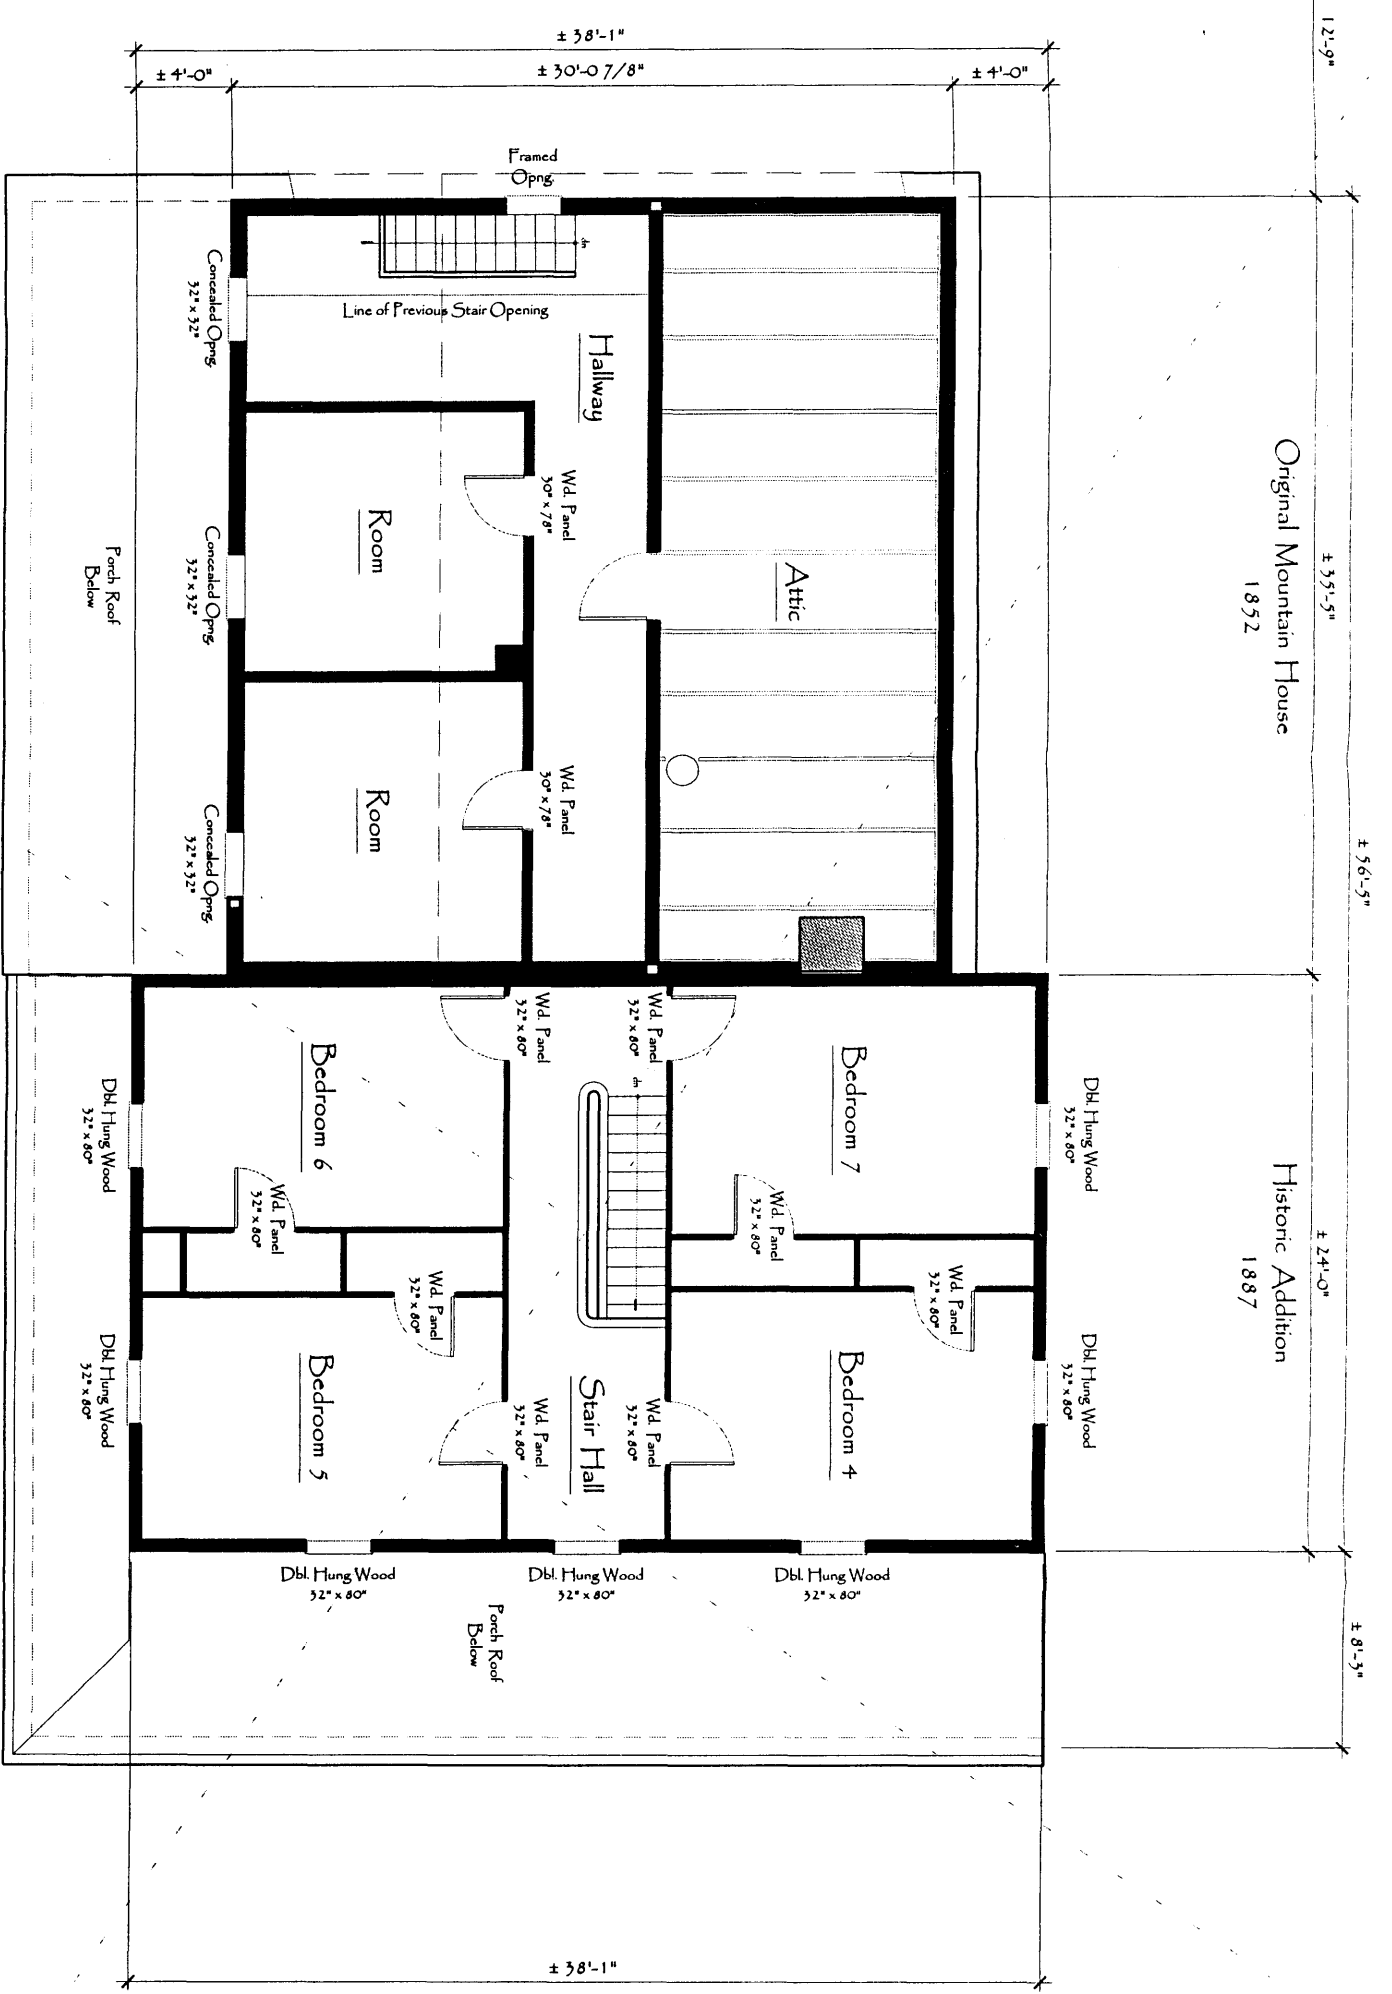 ± 38'-1"
12'-9"
± 4'-0"
± 30'-0 7/8"
± 4'-0"
Framed
Opng.
dn
Concealed Opng.
32" x 32"
Line of Previous Stair Opening
Hallway
Original Mountain House
1852
± 35'-5"
± 56'-5"
Wd. Panel
30" x 78"
Room
Attic
Concealed Opng.
32" x 32"
Porch Roof
Below
Wd. Panel
30" x 78"
Room
Concealed Opng.
32" x 32"
Wd. Panel
32" x 80"
Wd. Panel
32" x 80"
Bedroom 6
Bedroom 7
dn
Dbl. Hung Wood
32" x 80"
Dbl. Hung Wood
32" x 80"
Historic Addition
1887
± 24'-0"
Wd. Panel
32" x 80"
Wd. Panel
32" x 80"
Wd. Panel
32" x 80"
Wd. Panel
32" x 80"
Dbl. Hung Wood
32" x 80"
Bedroom 5
Wd. Panel
32" x 80"
Stair Hall
Wd. Panel
32" x 80"
Bedroom 4
Dbl. Hung Wood
32" x 80"
Dbl. Hung Wood
32" x 80"
Dbl. Hung Wood
32" x 80"
Dbl. Hung Wood
32" x 80"
Porch Roof
Below
± 8'-3"
± 38'-1"